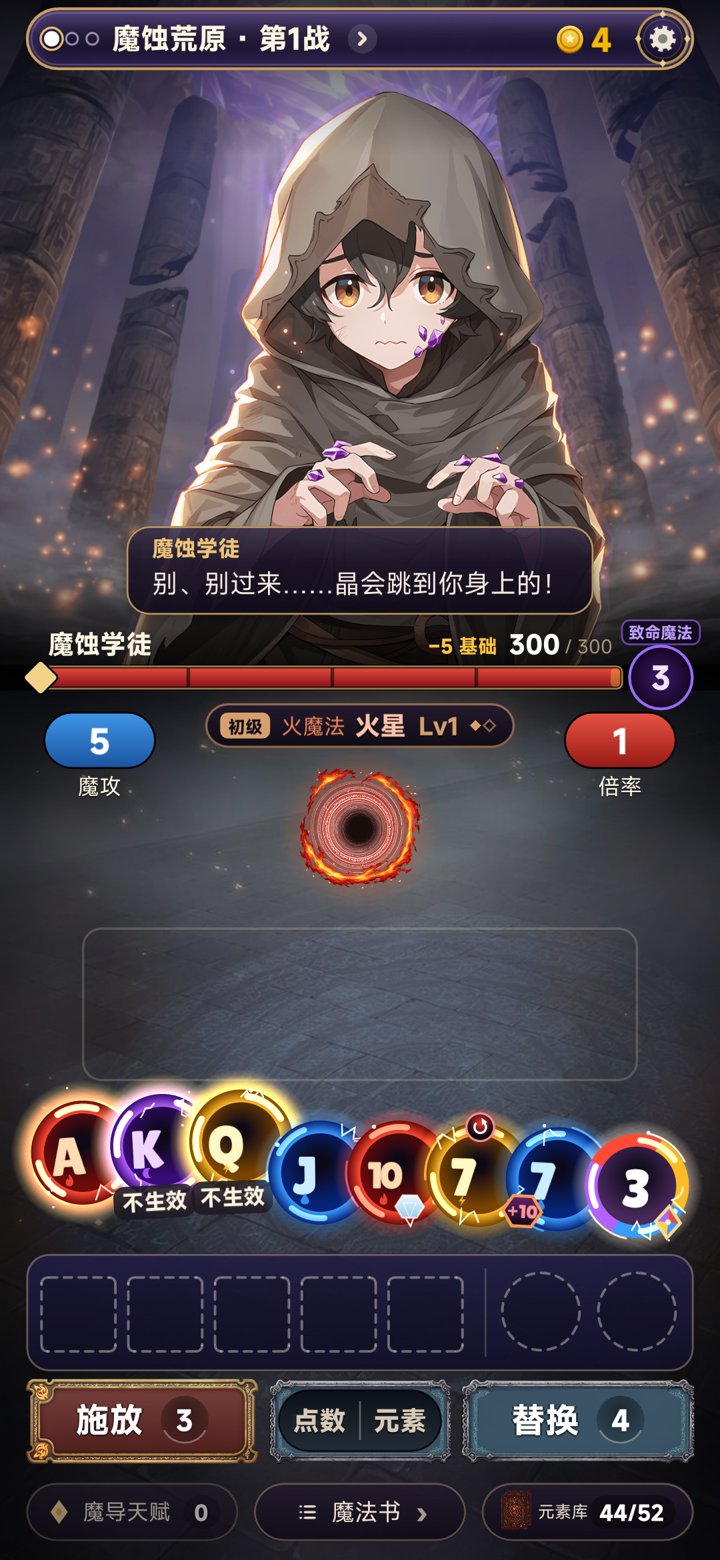 魔蚀荒原 · 第1战 4
魔蚀学徒
别、别过来……晶会跳到你身上的!
魔蚀学徒 -5 基础 300 / 300
致命魔法
3
初级 火魔法 火星 Lv1
5
魔攻
1
倍率
A
K
Q
J
10
7
7
3
不生效
不生效
+10
施放 3
点数 | 元素
替换 4
魔导天赋 0
魔法书
元素库 44/52